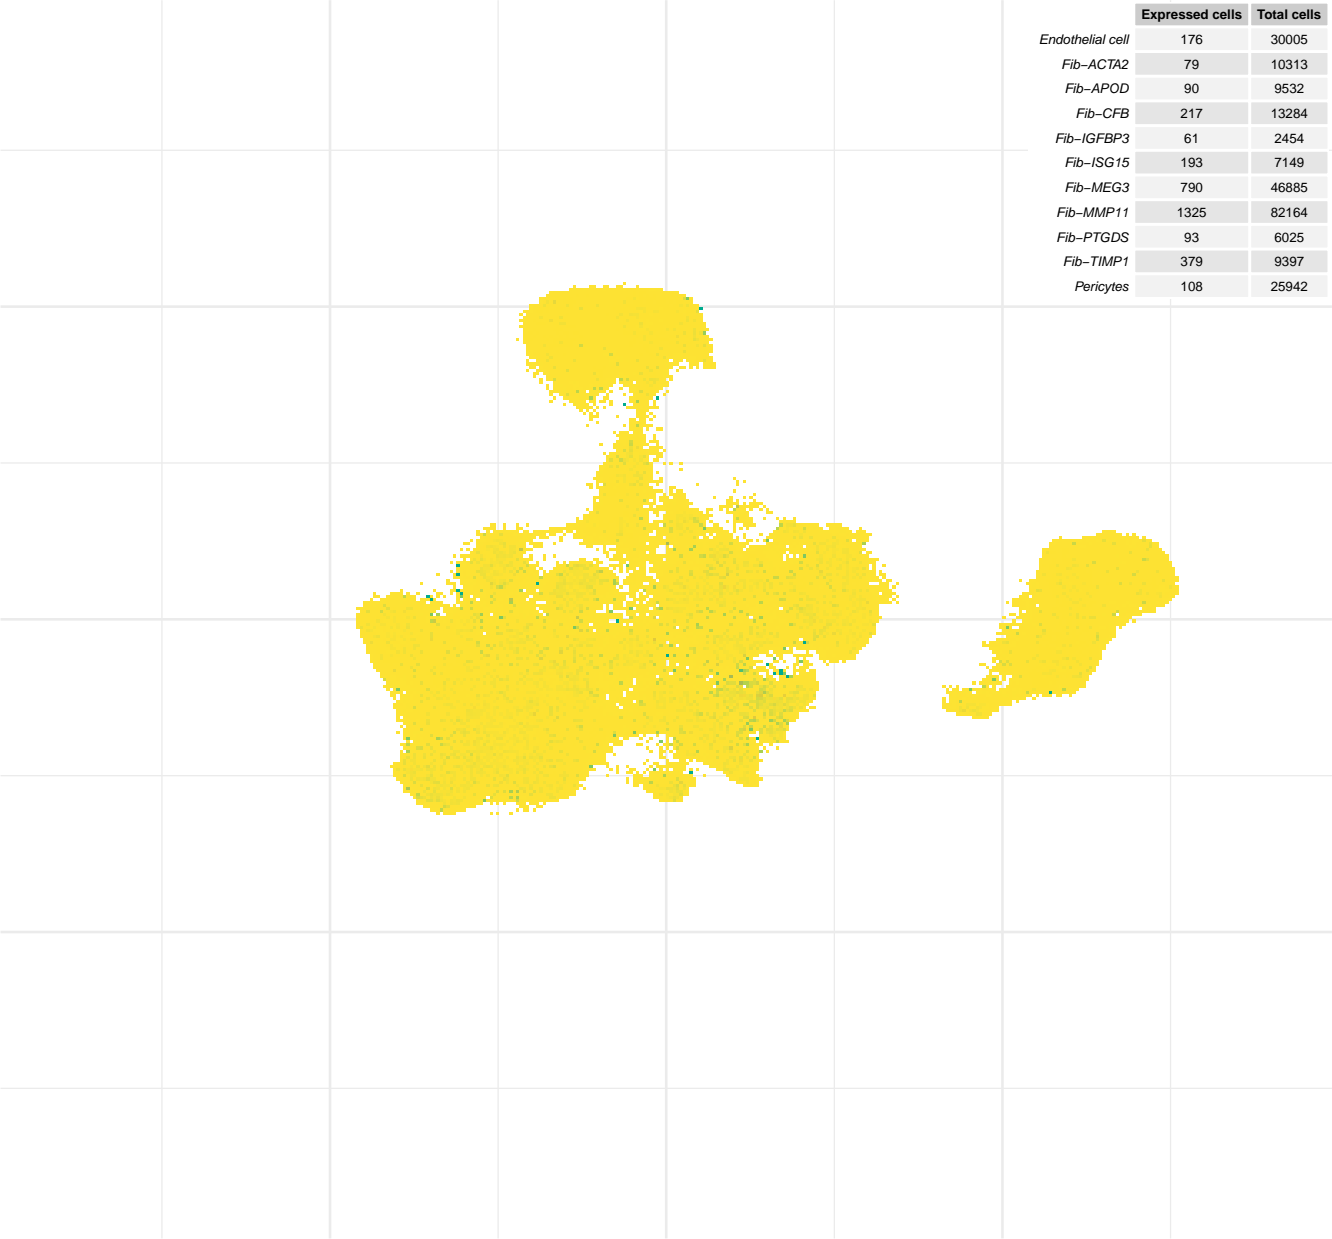 Expressed cells Total cells
Endothelial cell 176 30005
Fib−ACTA2 79 10313
Fib−APOD 90 9532
Fib−CFB 217 13284
Fib−IGFBP3 61 2454
Fib−ISG15 193 7149
Fib−MEG3 790 46885
Fib−MMP11 1325 82164
Fib−PTGDS 93 6025
Fib−TIMP1 379 9397
Pericytes 108 25942